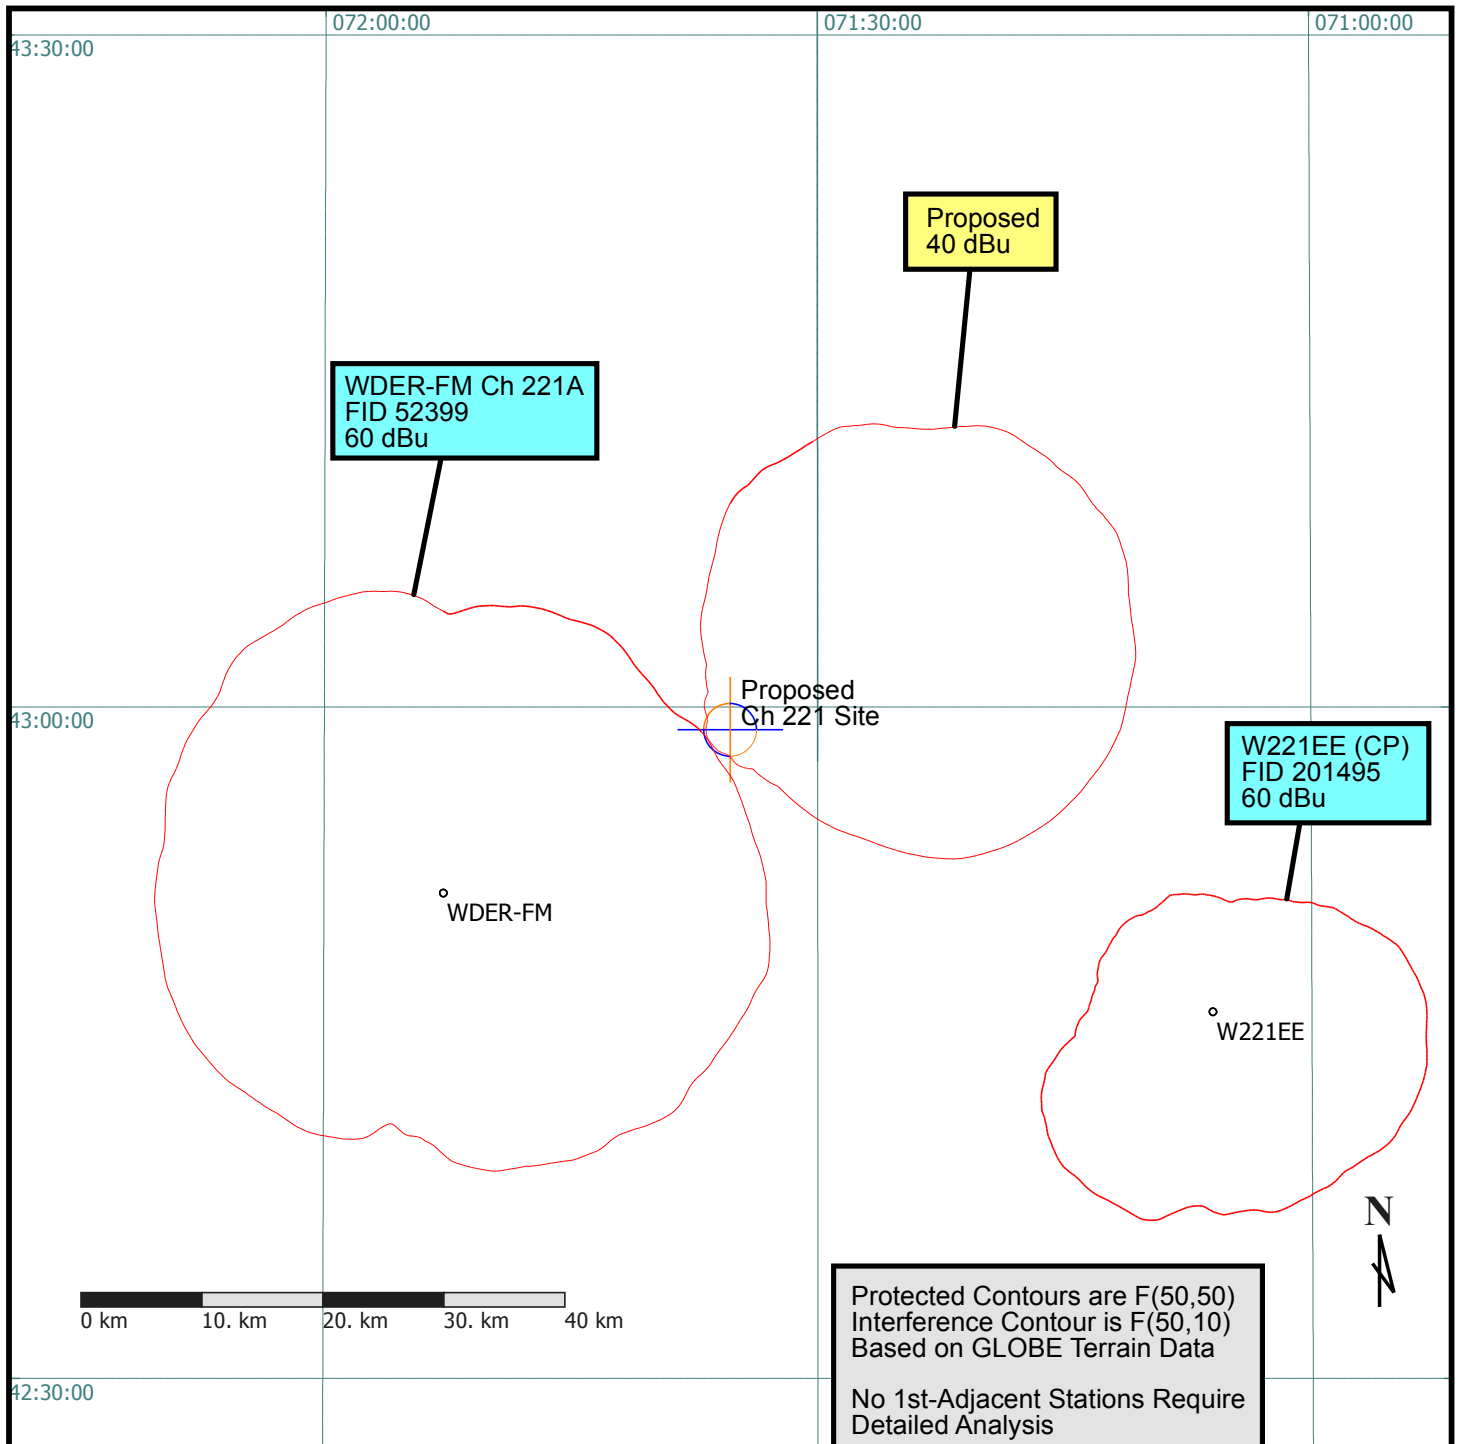 072:00:00
071:30:00
071:00:00
43:30:00
Proposed
40 dBu
WDER-FM Ch 221A
FID 52399
60 dBu
Proposed
Ch 221 Site
43:00:00
W221EE (CP)
FID 201495
60 dBu
WDER-FM
W221EE
N
0 km
10. km
20. km
30. km
40 km
Protected Contours are F(50,50)
Interference Contour is F(50,10)
Based on GLOBE Terrain Data
No 1st-Adjacent Stations Require
Detailed Analysis
42:30:00